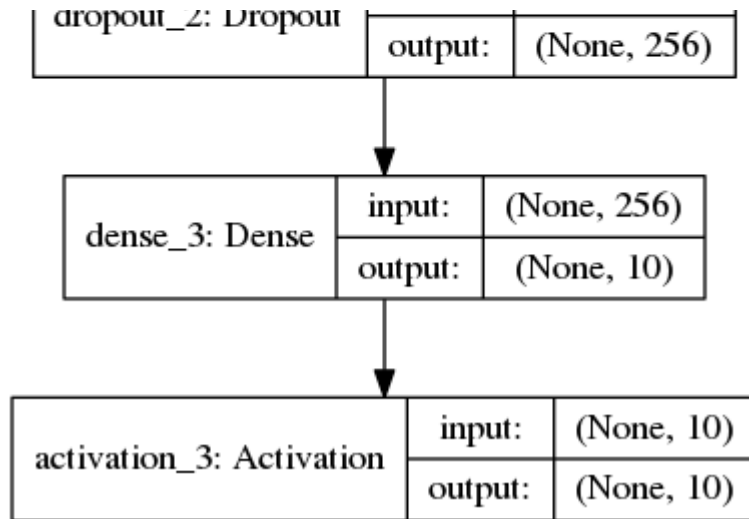 dropout_2: Dropout
output: (None, 256)
dense_3: Dense
input: (None, 256)
output: (None, 10)
activation_3: Activation
input: (None, 10)
output: (None, 10)